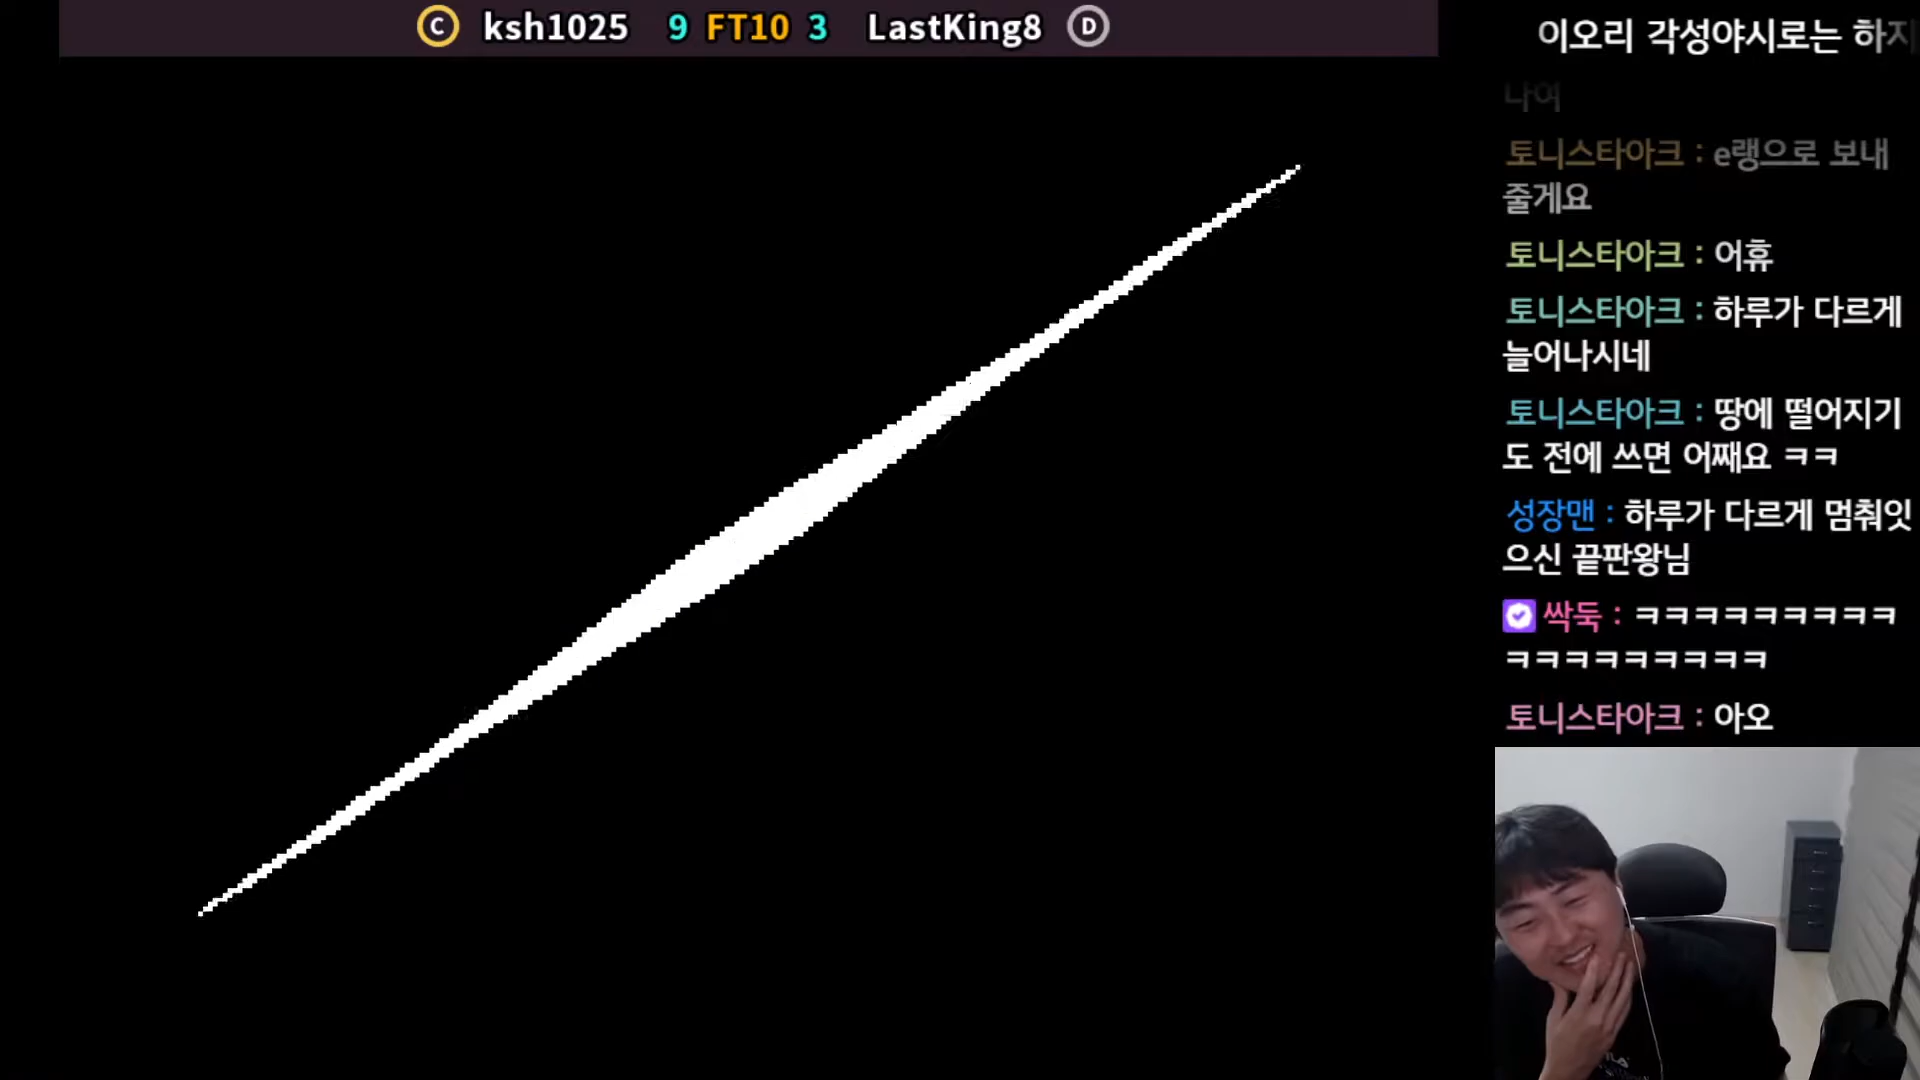 C ksh1025 9 FT10 3 LastKing8 D
이오리 각성야시로는 하지
나여
토니스타아크 : e랭으로 보내
줄게요
토니스타아크 : 어휴
토니스타아크 : 하루가 다르게
늘어나시네
토니스타아크 : 땅에 떨어지기
도 전에 쓰면 어째요 ㅋㅋ
성장맨 : 하루가 다르게 멈춰잇
으신 끝판왕님
싹둑 : ㅋㅋㅋㅋㅋㅋㅋㅋㅋ
ㅋㅋㅋㅋㅋㅋㅋㅋㅋ
토니스타아크 : 아오